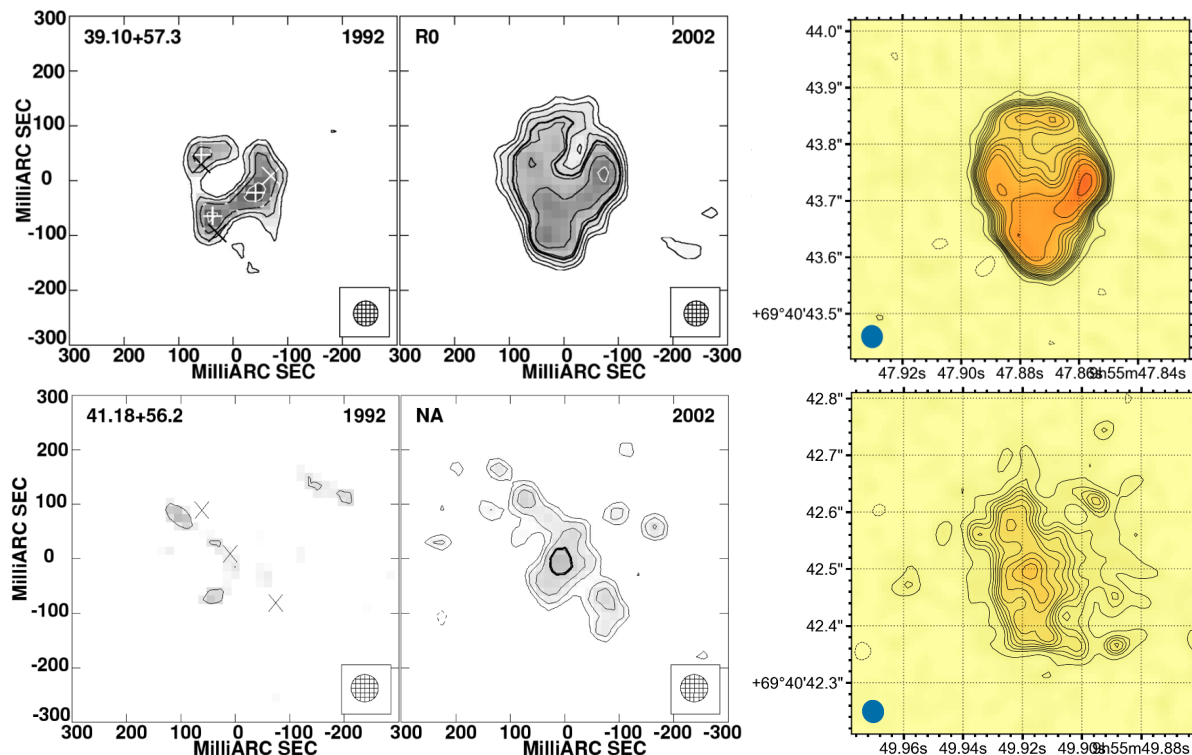 39.10+57.3 1992
300
200
100
0
-100
-200
-300
300 200 100 0 -100 -200
MilliARC SEC
MilliARC SEC
R0 2002
300 200 100 0 -100 -200 -300
MilliARC SEC
44.0"
43.9"
43.8"
43.7"
43.6"
+69°40'43.5"
47.92s 47.90s 47.88s 47.86s 9h55m47.84s
41.18+56.2 1992
300
200
100
0
-100
-200
-300
300 200 100 0 -100 -200
MilliARC SEC
MilliARC SEC
NA 2002
300 200 100 0 -100 -200 -300
MilliARC SEC
42.8"
42.7"
42.6"
42.5"
42.4"
+69°40'42.3"
49.96s 49.94s 49.92s 49.90s 9h55m49.88s